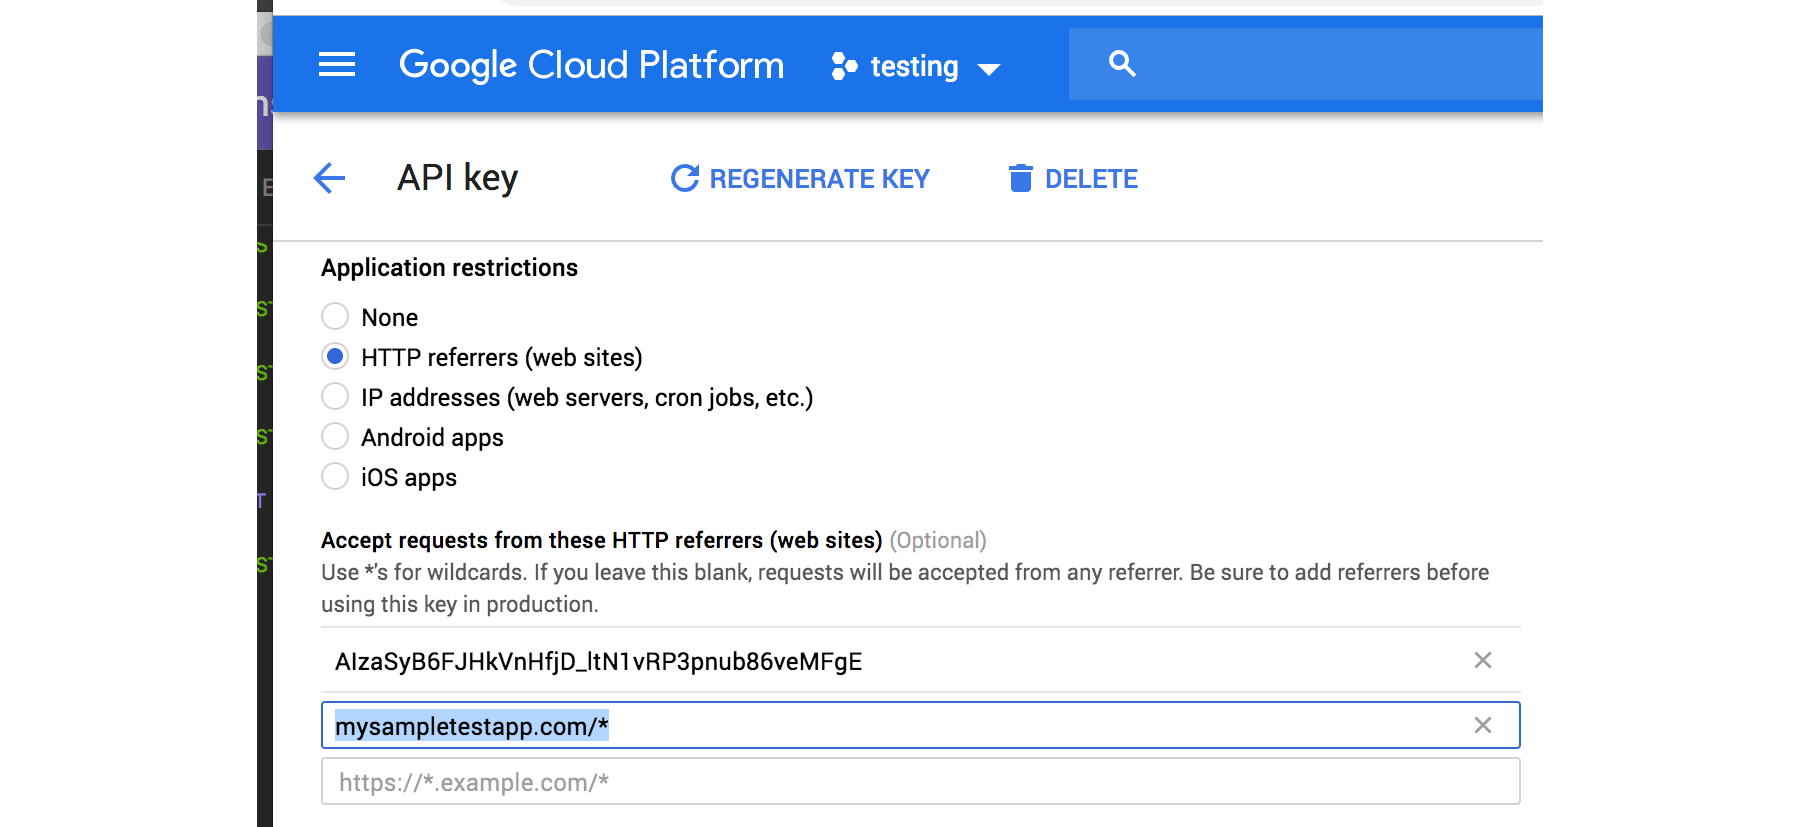 Google Cloud Platform testing
API key REGENERATE KEY DELETE
Application restrictions
None
HTTP referrers (web sites)
IP addresses (web servers, cron jobs, etc.)
Android apps
iOS apps
Accept requests from these HTTP referrers (web sites) (Optional)
Use *'s for wildcards. If you leave this blank, requests will be accepted from any referrer. Be sure to add referrers before
using this key in production.
AIzaSyB6FJHkVnHfjD_ltN1vRP3pnub86veMFgE
mysampletestapp.com/*
https://*.example.com/*